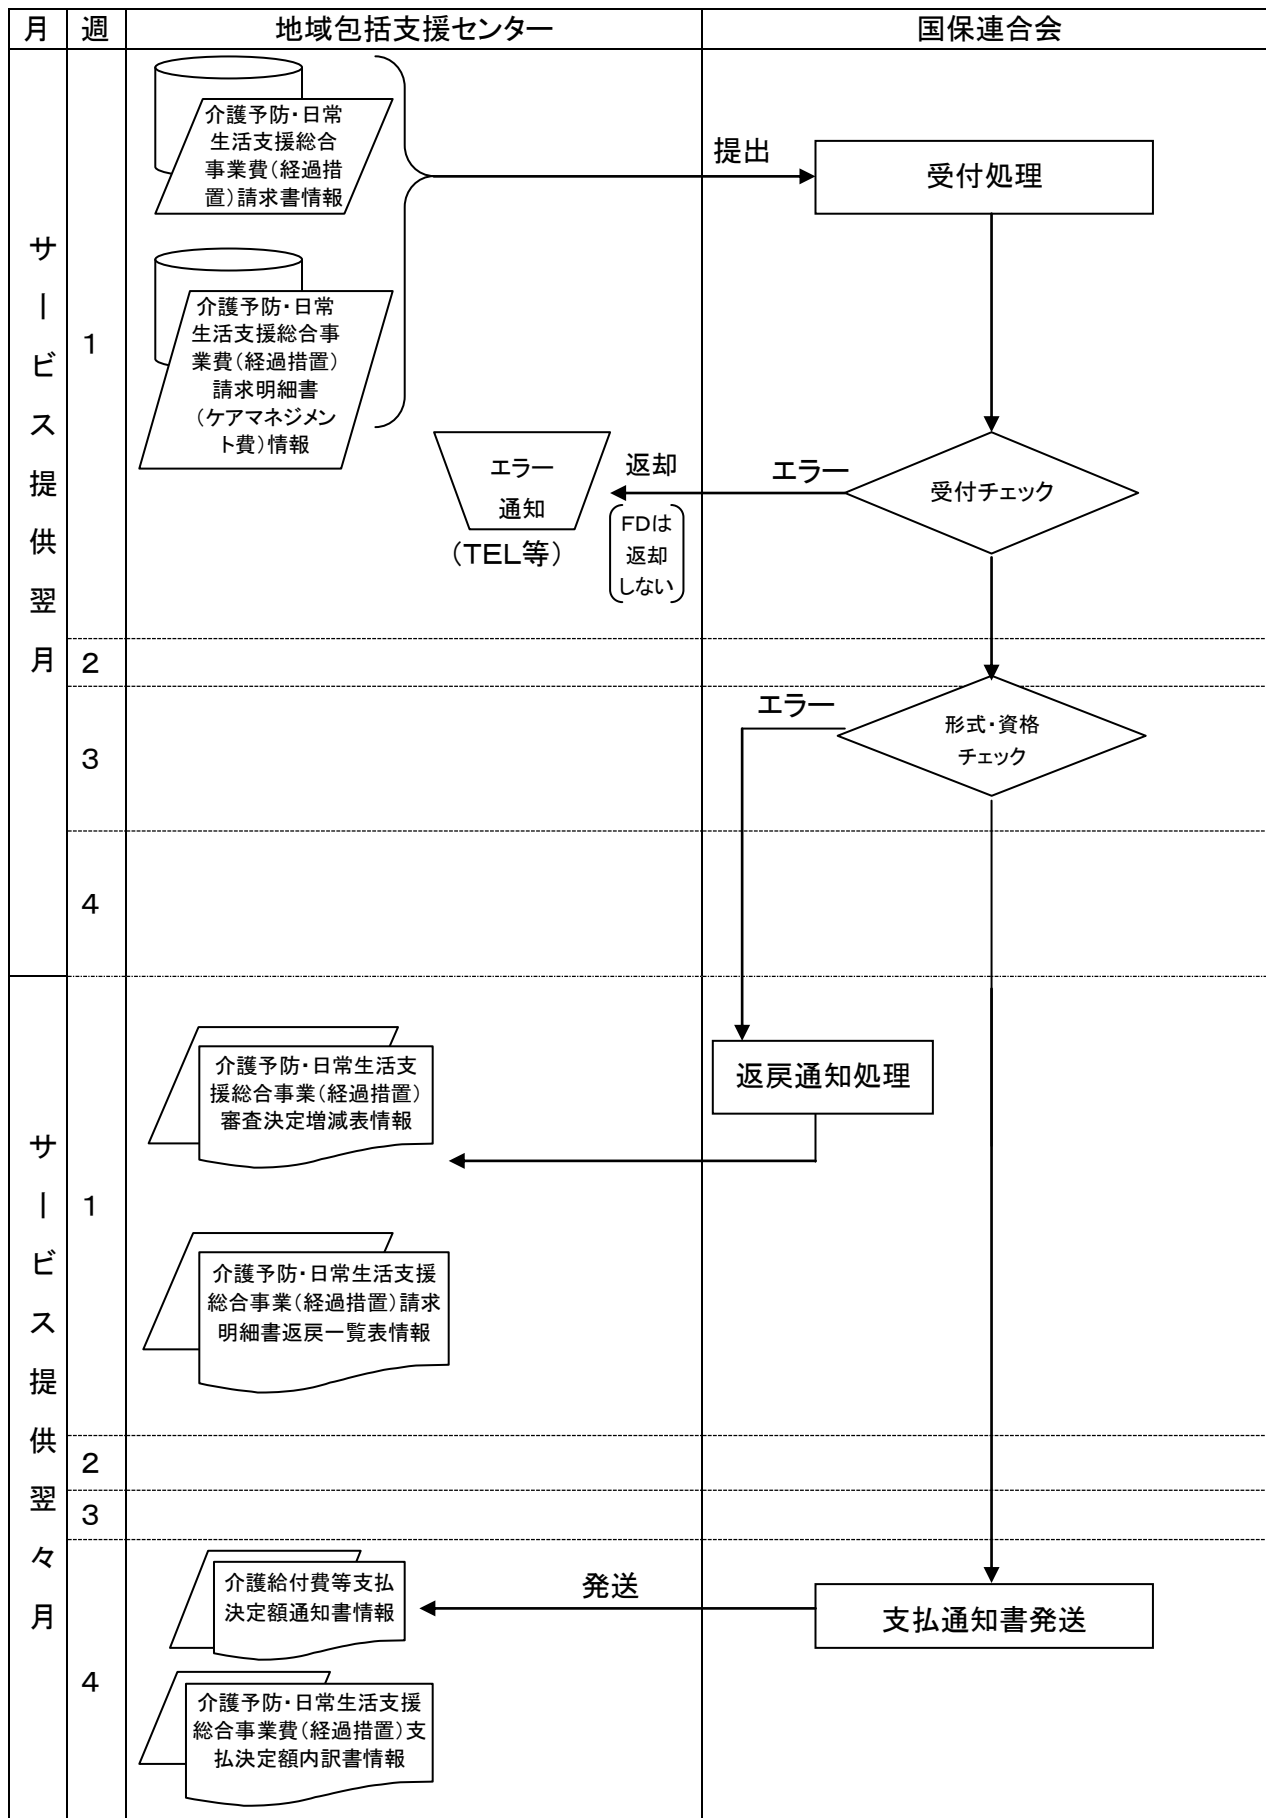 月 週 地域包括支援センター 国保連合会
サービス提供翌月
1
介護予防・日常
生活支援総合
事業費(経過措
置)請求書情報
提出
受付処理
介護予防・日常
生活支援総合事
業費(経過措置)
請求明細書
(ケアマネジメン
ト費)情報
エラー
通知
(TEL等)
返却
FDは
返却
しない
エラー
受付チェック
2
3
エラー
形式・資格
チェック
4
サービス提供翌々月
1
介護予防・日常生活支
援総合事業(経過措置)
審査決定増減表情報
返戻通知処理
介護予防・日常生活支援
総合事業(経過措置)請求
明細書返戻一覧表情報
2
3
4
介護給付費等支払
決定額通知書情報
発送
支払通知書発送
介護予防・日常生活支援
総合事業費(経過措置)支
払決定額内訳書情報